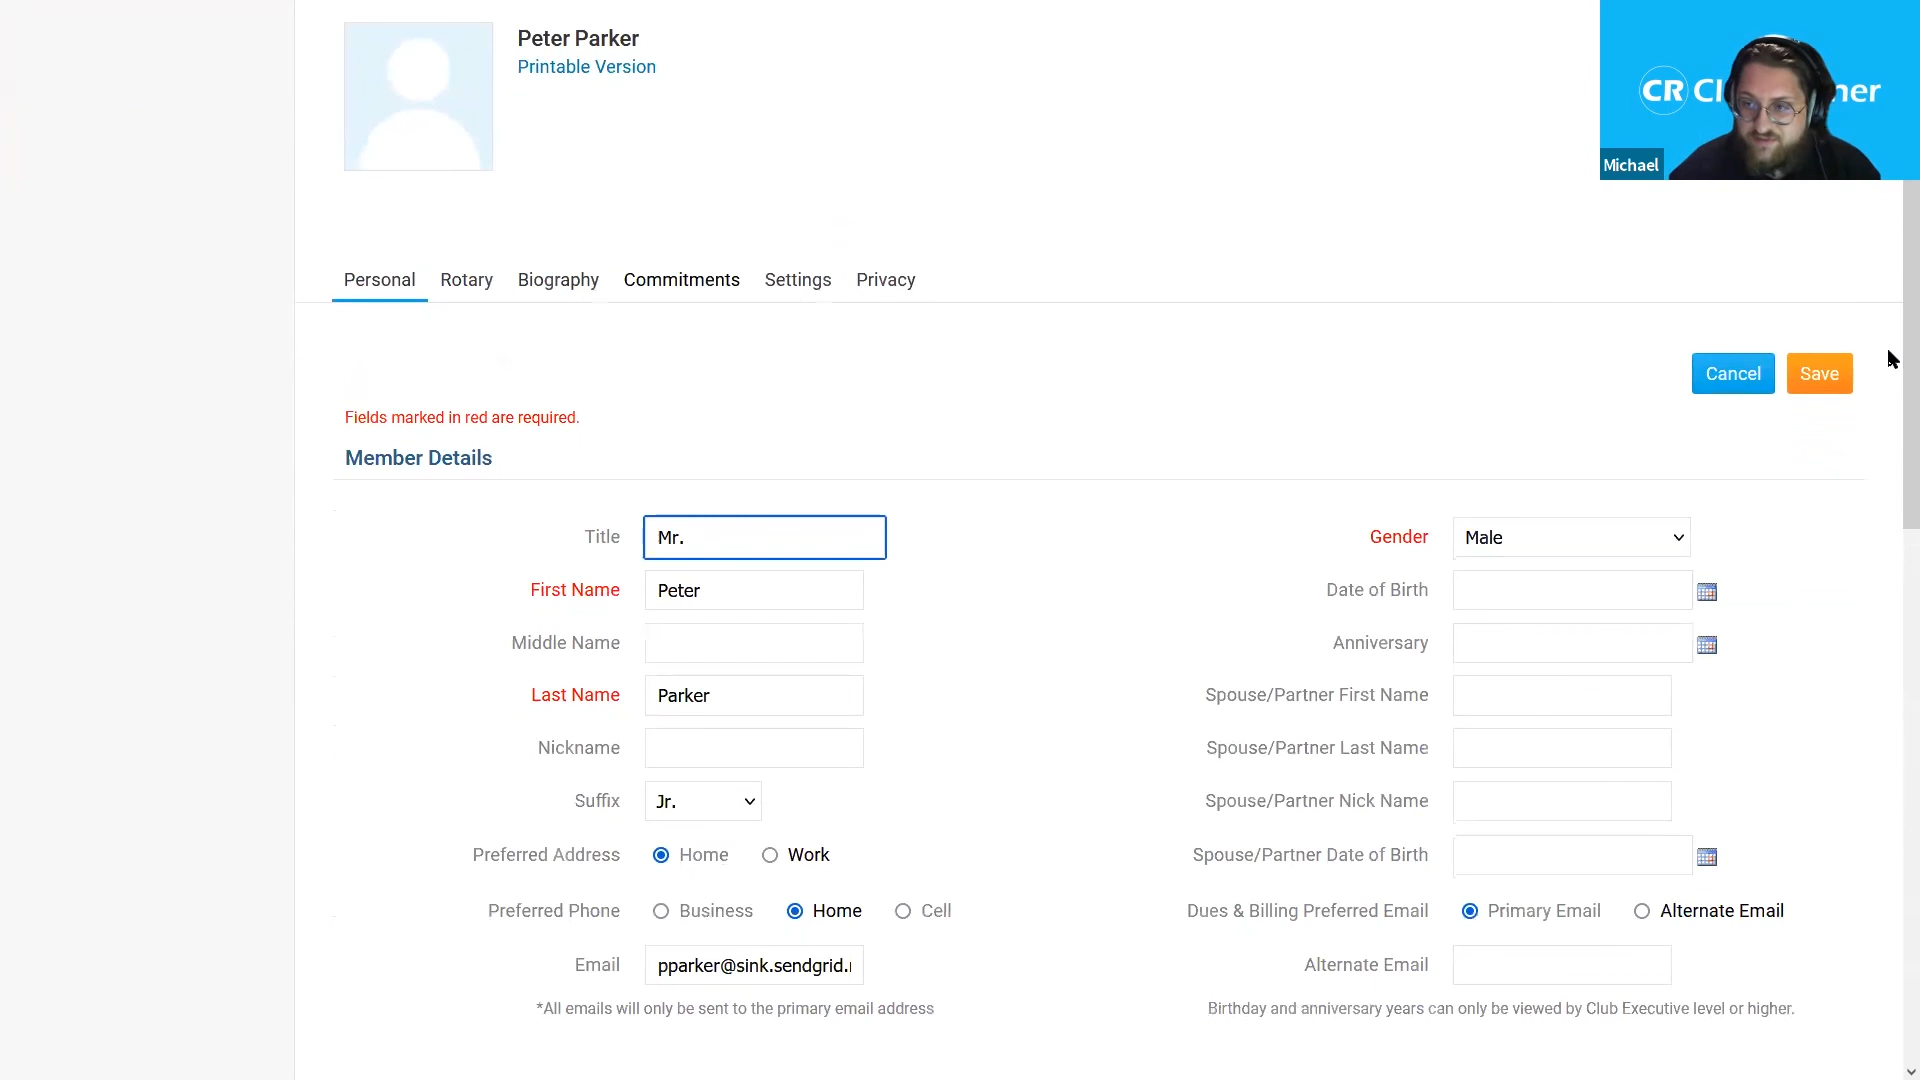 Peter Parker
Printable Version
CR Cl
ner
Michael
Personal Rotary Biography Commitments Settings Privacy
Cancel Save
Fields marked in red are required.
Member Details
Title Mr. Gender Male
First Name Peter Date of Birth
Middle Name Anniversary
Last Name Parker Spouse/Partner First Name
Nickname Spouse/Partner Last Name
Suffix Jr. Spouse/Partner Nick Name
Preferred Address Home Work Spouse/Partner Date of Birth
Preferred Phone Business Home Cell Dues & Billing Preferred Email Primary Email Alternate Email
Email pparker@sink.sendgrid. Alternate Email
*All emails will only be sent to the primary email address Birthday and anniversary years can only be viewed by Club Executive level or higher.